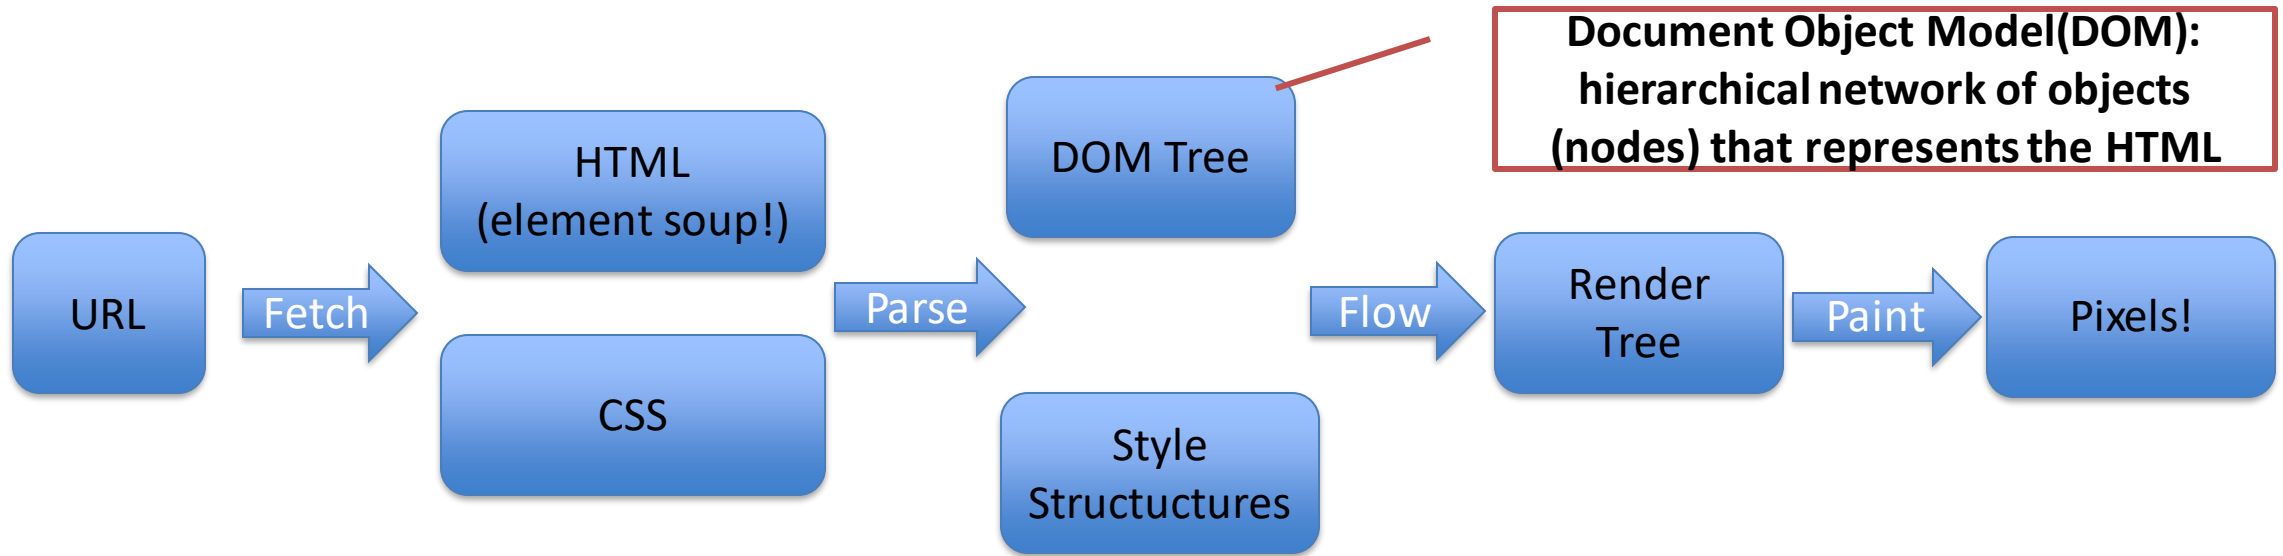 URL
Fetch
HTML
(element soup!)
CSS
Parse
DOM Tree
Style
Structuctures
Document Object Model(DOM):
hierarchical network of objects
(nodes) that represents the HTML
Flow
Render
Tree
Paint
Pixels!